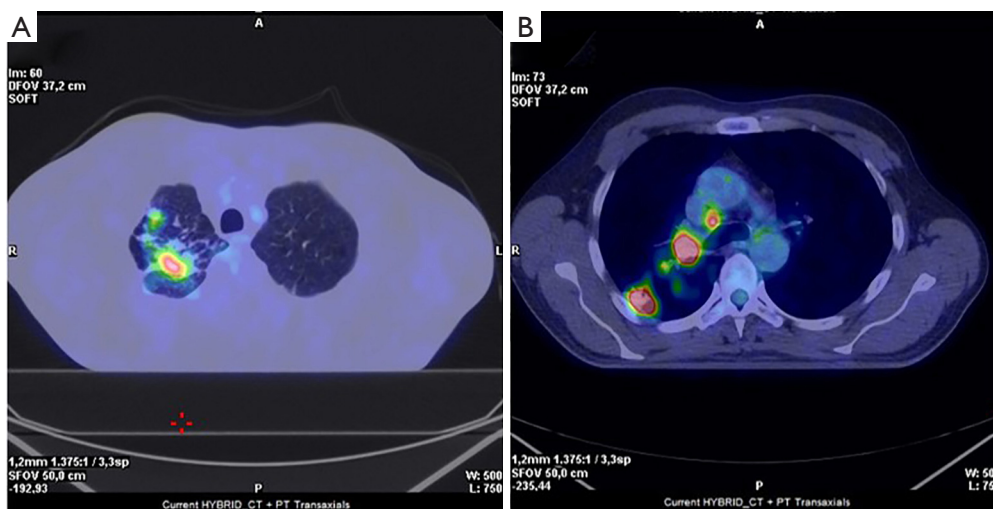 A
A
Im: 60
DFOV 37,2 cm
SOFT
R
L
1,2mm 1.375:1 / 3,3sp
SFOV 50,0 cm
-192,93
P
W: 500
L: 750
Current HYBRID_CT + PT Transaxials
B
A
Im: 73
DFOV 37,2 cm
SOFT
R
1,2mm 1.375:1 / 3,3sp
SFOV 50,0 cm
-235,44
P
W: 50
L: 750
Current HYBRID_CT + PT Transaxials